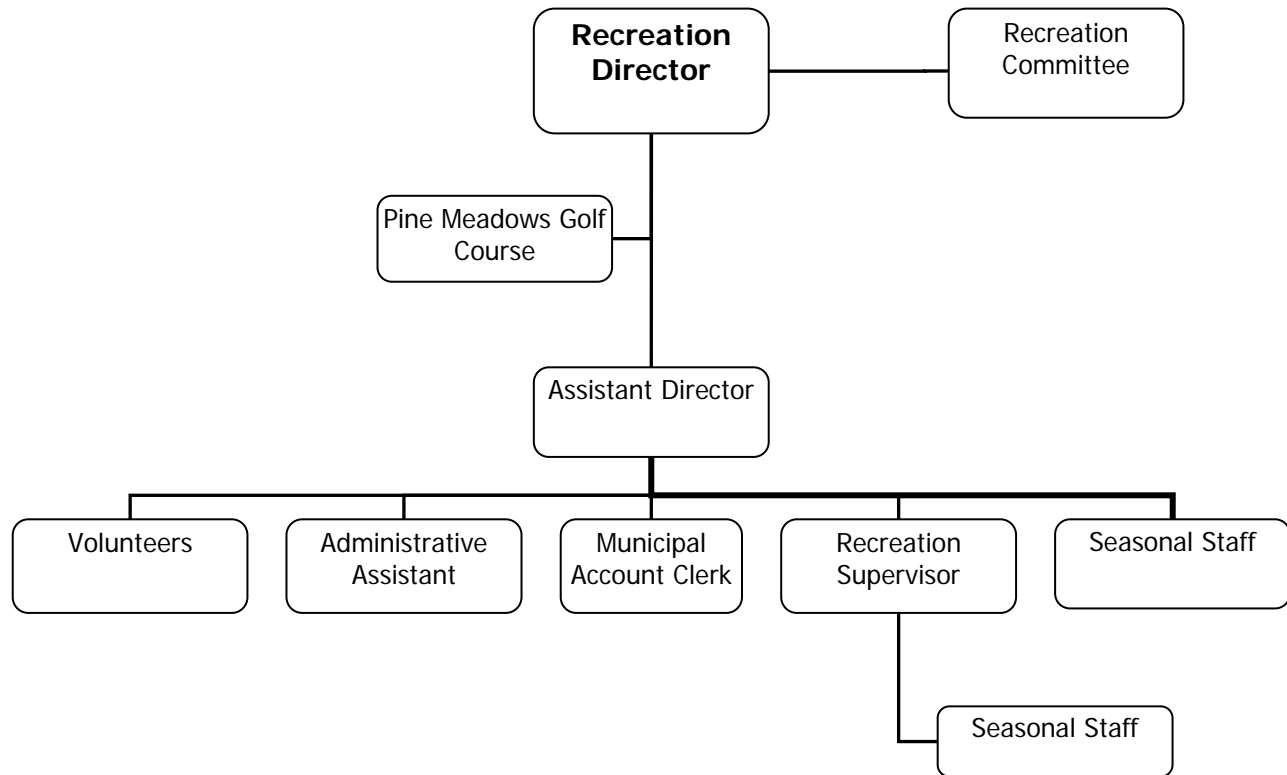 Recreation
Director
Recreation
Committee
Pine Meadows Golf
Course
Assistant Director
Volunteers
Administrative
Assistant
Municipal
Account Clerk
Recreation
Supervisor
Seasonal Staff
Seasonal Staff